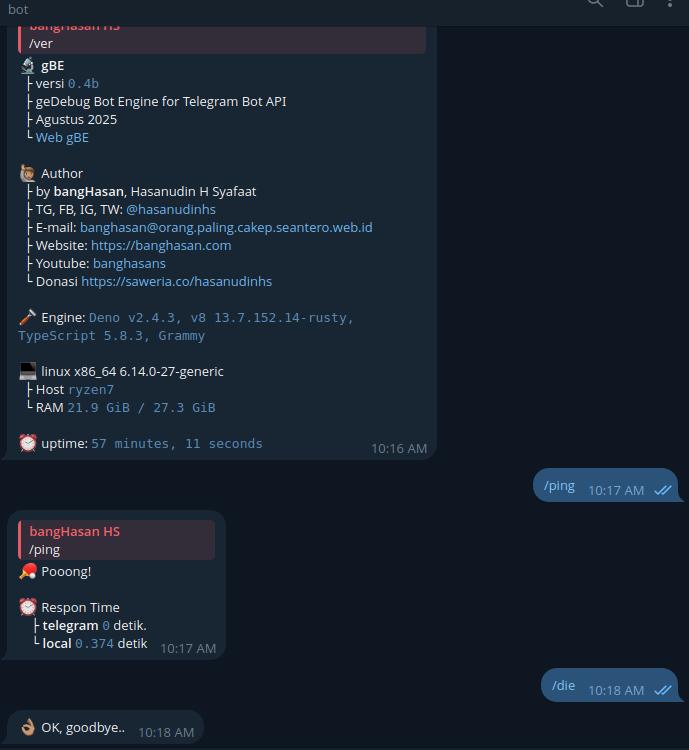 bot
bangHasan HS
/ver
gBE
├ versi 0.4b
├ geDebug Bot Engine for Telegram Bot API
├ Agustus 2025
└ Web gBE
Author
├ by bangHasan, Hasanudin H Syafaat
├ TG, FB, IG, TW: @hasanudinhs
├ E-mail: banghasan@orang.paling.cakep.seantero.web.id
├ Website: https://banghasan.com
├ Youtube: banghasans
└ Donasi https://saweria.co/hasanudinhs
Engine: Deno v2.4.3, v8 13.7.152.14-rusty,
TypeScript 5.8.3, Grammy
linux x86_64 6.14.0-27-generic
├ Host ryzen7
└ RAM 21.9 GiB / 27.3 GiB
uptime: 57 minutes, 11 seconds 10:16 AM
/ping 10:17 AM
bangHasan HS
/ping
Pooong!
Respon Time
├ telegram 0 detik.
└ local 0.374 detik 10:17 AM
/die 10:18 AM
OK, goodbye.. 10:18 AM